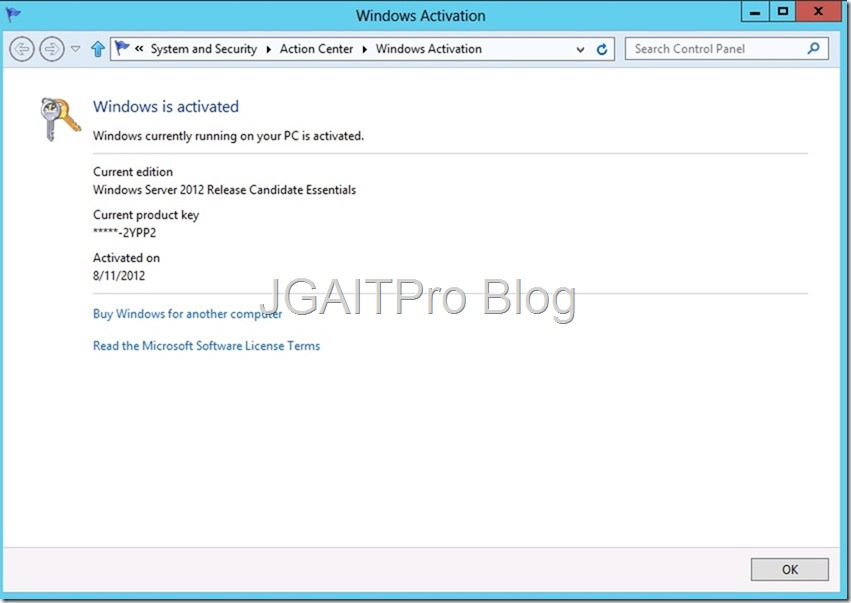 Windows Activation
« System and Security ▸ Action Center ▸ Windows Activation
Search Control Panel
Windows is activated
Windows currently running on your PC is activated.
Current edition
Windows Server 2012 Release Candidate Essentials
Current product key
*****-2YPP2
Activated on
8/11/2012
JGAITPro Blog
Buy Windows for another computer
Read the Microsoft Software License Terms
OK